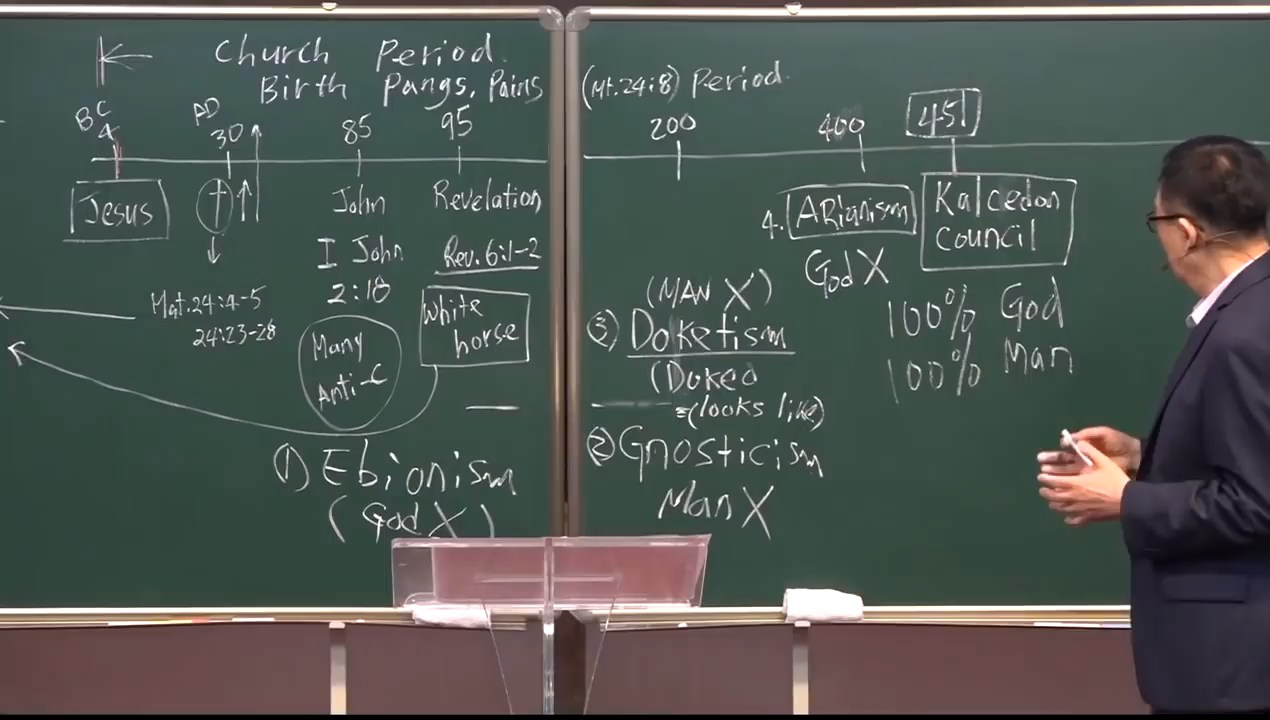 Church Period.
Birth Pangs, Pains (Mt.24:8) Period.
BC 4
AD 30
85
95
200
400
451
Jesus
John
I John
2:18
Many
Anti-C
Revelation
Rev. 6:1-2
White
horse
Mat.24:4-5
24:23-28
① Ebionism
(God X)
(MAN X)
③ Doketism
(Dokeo
=(looks like)
② Gnosticism
Man X
4. ARianism
God X
Kalcedon
Council
100% God
100% Man